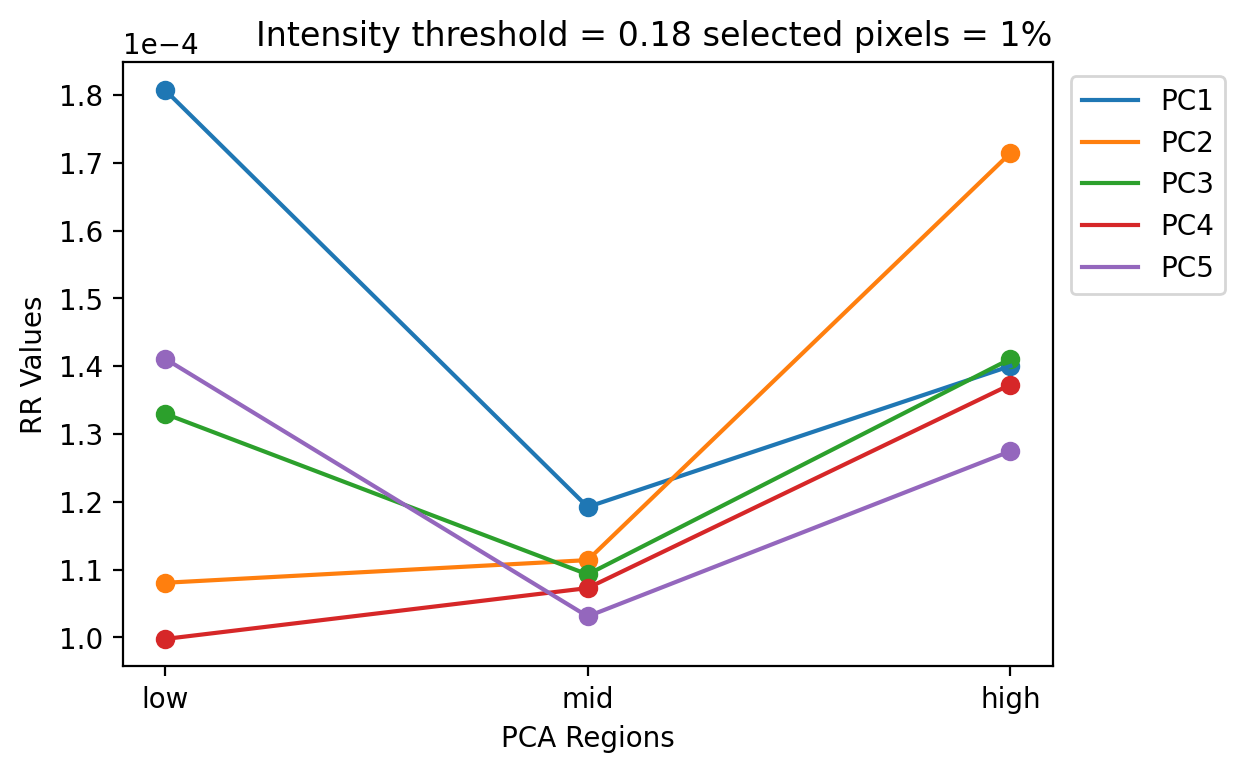 Intensity threshold = 0.18 selected pixels = 1%
1e−4
1.8
1.7
1.6
1.5
1.4
1.3
1.2
1.1
1.0
RR Values
low
mid
high
PCA Regions
PC1
PC2
PC3
PC4
PC5